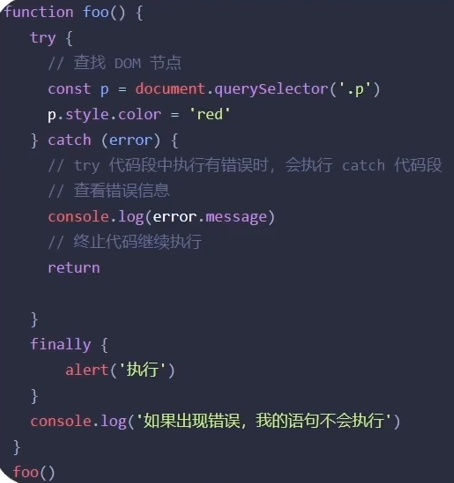 function foo() {
try {
// 查找 DOM 节点
const p = document.querySelector('.p')
p.style.color = 'red'
} catch (error) {
// try 代码段中执行有错误时，会执行 catch 代码段
// 查看错误信息
console.log(error.message)
// 终止代码继续执行
return
}
finally {
alert('执行')
}
console.log('如果出现错误，我的语句不会执行')
}
foo()